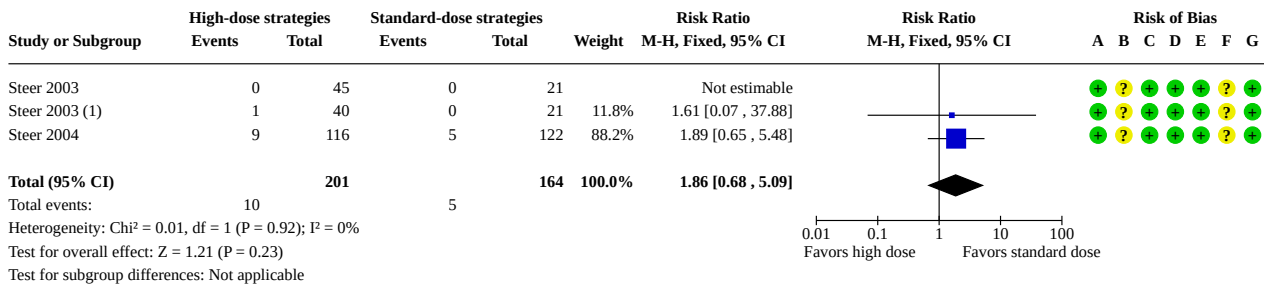 High-dose strategies Standard-dose strategies Risk Ratio Risk Ratio Risk of Bias
Study or Subgroup Events Total Events Total Weight M-H, Fixed, 95% CI M-H, Fixed, 95% CI A B C D E F G
Steer 2003 0 45 0 21 Not estimable + ? + + + ? +
Steer 2003 (1) 1 40 0 21 11.8% 1.61 [0.07 , 37.88] + ? + + + ? +
Steer 2004 9 116 5 122 88.2% 1.89 [0.65 , 5.48] + ? + + + ? +
Total (95% CI) 201 164 100.0% 1.86 [0.68 , 5.09]
Total events: 10 5
Heterogeneity: Chi² = 0.01, df = 1 (P = 0.92); I² = 0%
Test for overall effect: Z = 1.21 (P = 0.23)
Test for subgroup differences: Not applicable
0.01 0.1 1 10 100
Favors high dose Favors standard dose